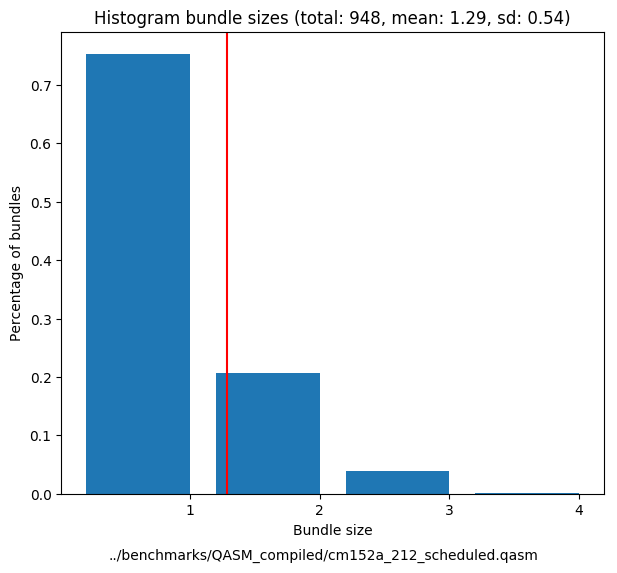 Histogram bundle sizes (total: 948, mean: 1.29, sd: 0.54)
Percentage of bundles
0.7
0.6
0.5
0.4
0.3
0.2
0.1
0.0
1 2 3 4
Bundle size
../benchmarks/QASM_compiled/cm152a_212_scheduled.qasm